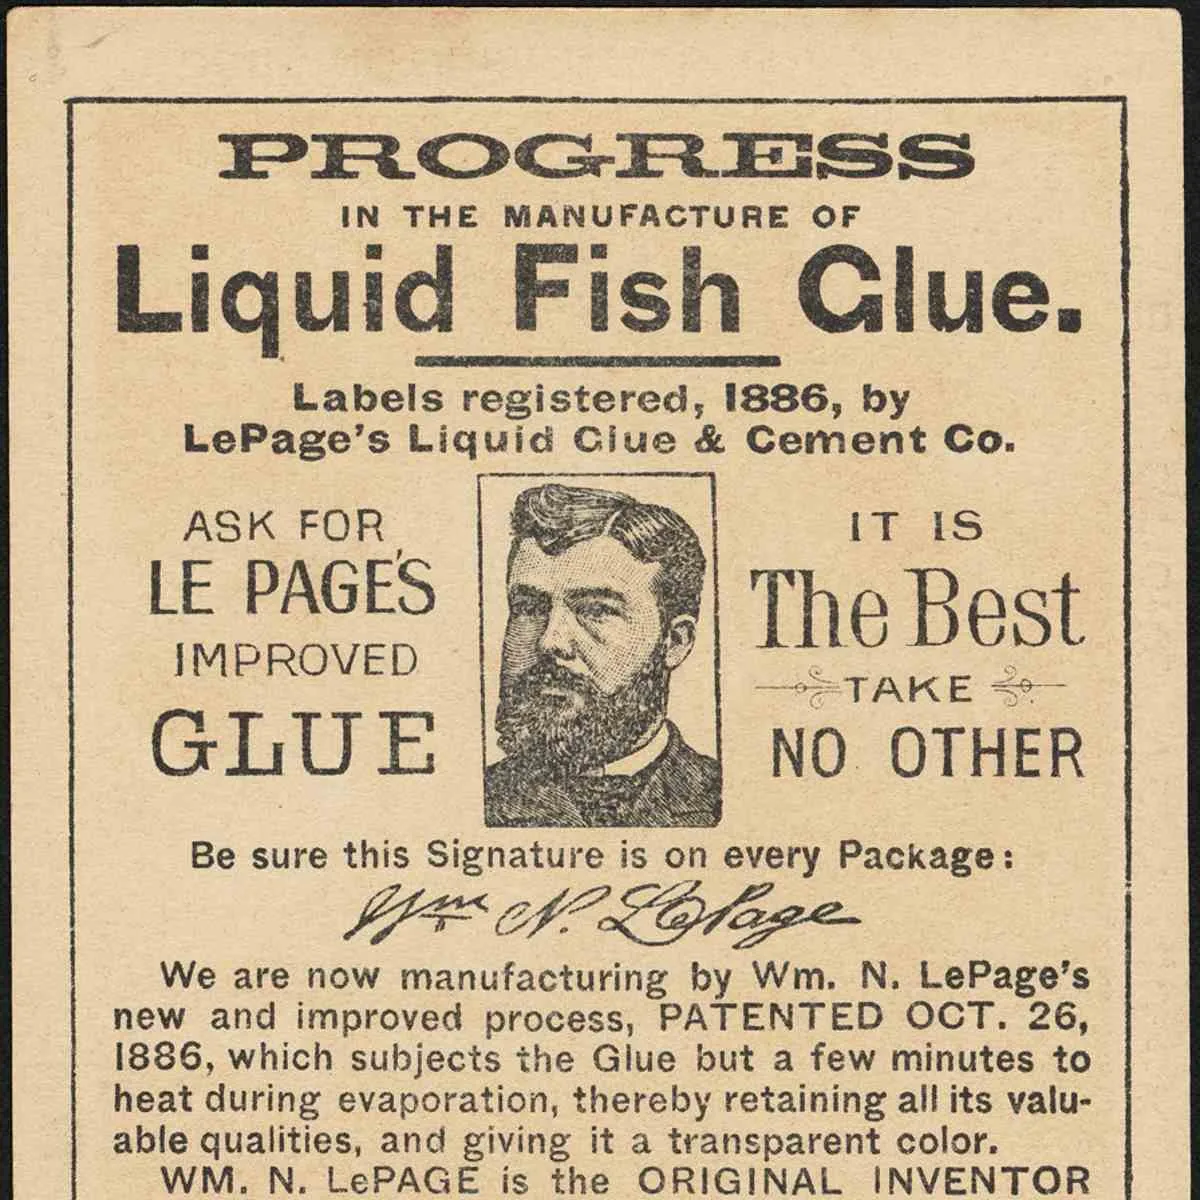 PROGRESS
IN THE MANUFACTURE OF
Liquid Fish Glue.
Labels registered, 1886, by
LePage's Liquid Glue & Cement Co.
ASK FOR
LE PAGE'S
IMPROVED
GLUE
IT IS
The Best
TAKE
NO OTHER
Be sure this Signature is on every Package:
Wm N. LePage
We are now manufacturing by Wm. N. LePage's
new and improved process, PATENTED OCT. 26,
1886, which subjects the Glue but a few minutes to
heat during evaporation, thereby retaining all its valu-
able qualities, and giving it a transparent color.
WM. N. LePAGE is the ORIGINAL INVENTOR